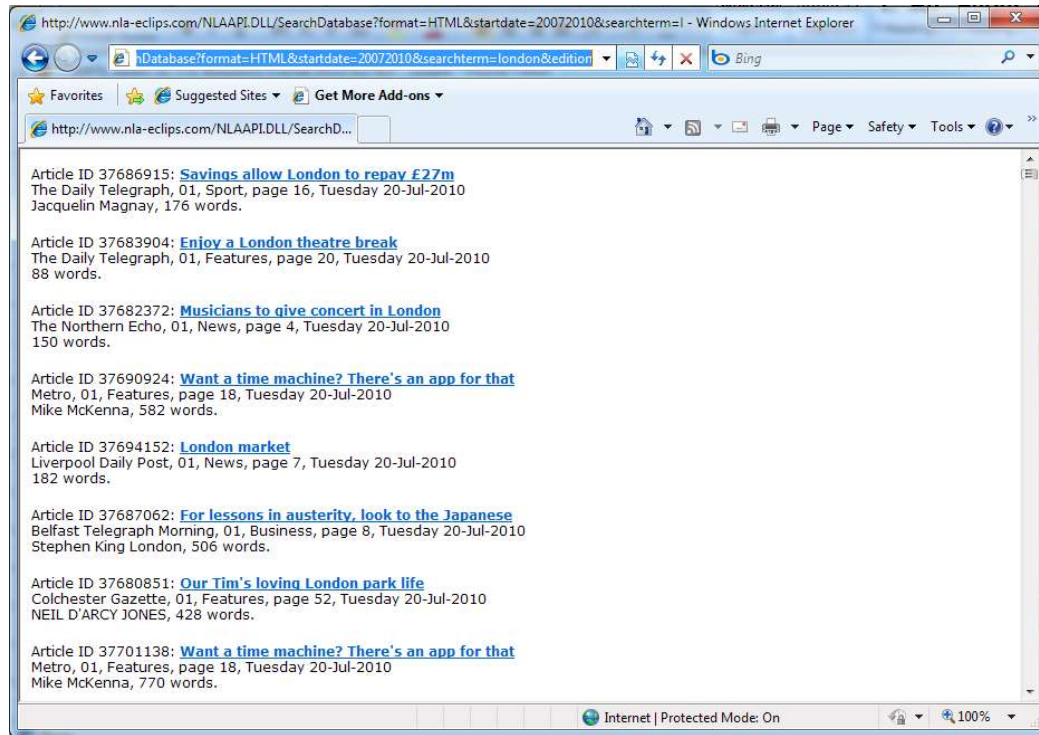 http://www.nla-eclips.com/NLAAPI.DLL/SearchDatabase?format=HTML&startdate=20072010&searchterm=l - Windows Internet Explorer
Database?format=HTML&startdate=20072010&searchterm=london&edition
Bing
Favorites Suggested Sites Get More Add-ons
http://www.nla-eclips.com/NLAAPI.DLL/SearchD... Page Safety Tools
Article ID 37686915: Savings allow London to repay £27m
The Daily Telegraph, 01, Sport, page 16, Tuesday 20-Jul-2010
Jacquelin Magnay, 176 words.
Article ID 37683904: Enjoy a London theatre break
The Daily Telegraph, 01, Features, page 20, Tuesday 20-Jul-2010
88 words.
Article ID 37682372: Musicians to give concert in London
The Northern Echo, 01, News, page 4, Tuesday 20-Jul-2010
150 words.
Article ID 37690924: Want a time machine? There's an app for that
Metro, 01, Features, page 18, Tuesday 20-Jul-2010
Mike McKenna, 582 words.
Article ID 37694152: London market
Liverpool Daily Post, 01, News, page 7, Tuesday 20-Jul-2010
182 words.
Article ID 37687062: For lessons in austerity, look to the Japanese
Belfast Telegraph Morning, 01, Business, page 8, Tuesday 20-Jul-2010
Stephen King London, 506 words.
Article ID 37680851: Our Tim's loving London park life
Colchester Gazette, 01, Features, page 52, Tuesday 20-Jul-2010
NEIL D'ARCY JONES, 428 words.
Article ID 37701138: Want a time machine? There's an app for that
Metro, 01, Features, page 18, Tuesday 20-Jul-2010
Mike McKenna, 770 words.
Internet | Protected Mode: On 100%